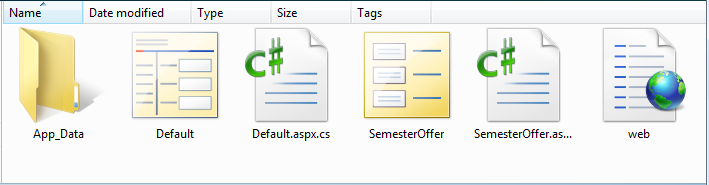 Name Date modified Type Size Tags
C# C#
App_Data Default Default.aspx.cs SemesterOffer SemesterOffer.as... web